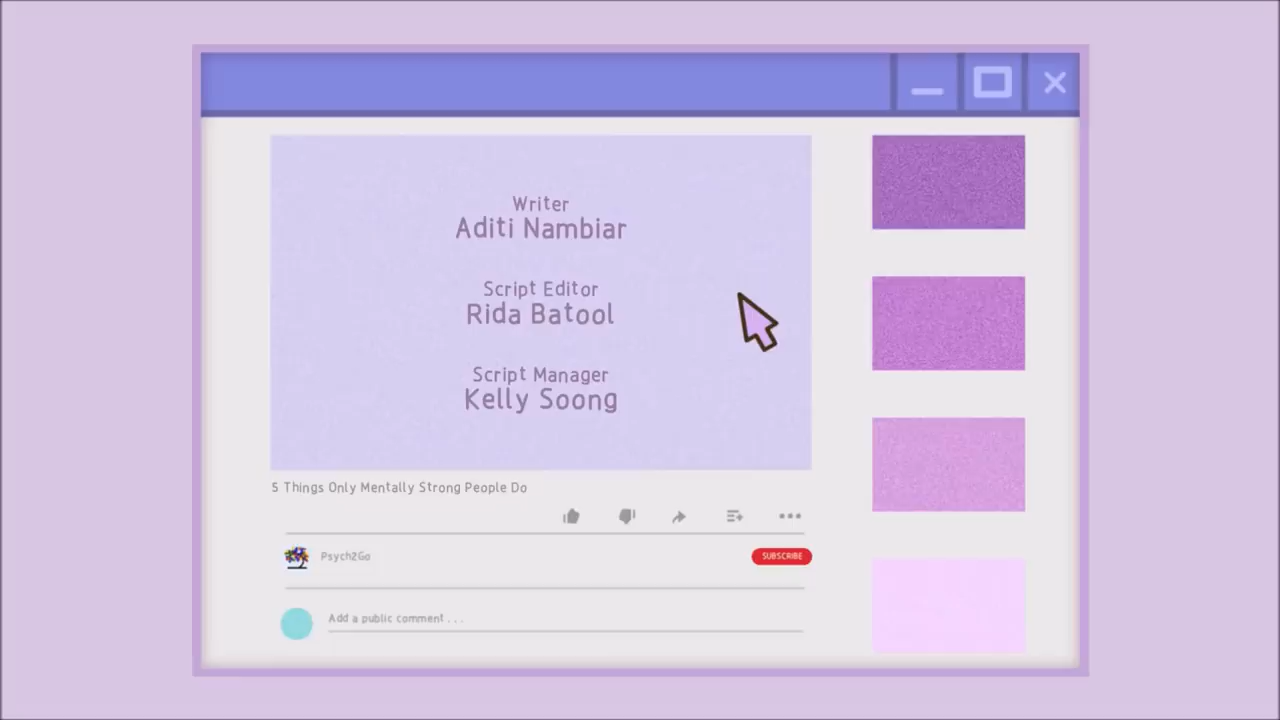 Writer
Aditi Nambiar
Script Editor
Rida Batool
Script Manager
Kelly Soong
5 Things Only Mentally Strong People Do
Psych2Go
SUBSCRIBE
Add a public comment . . .